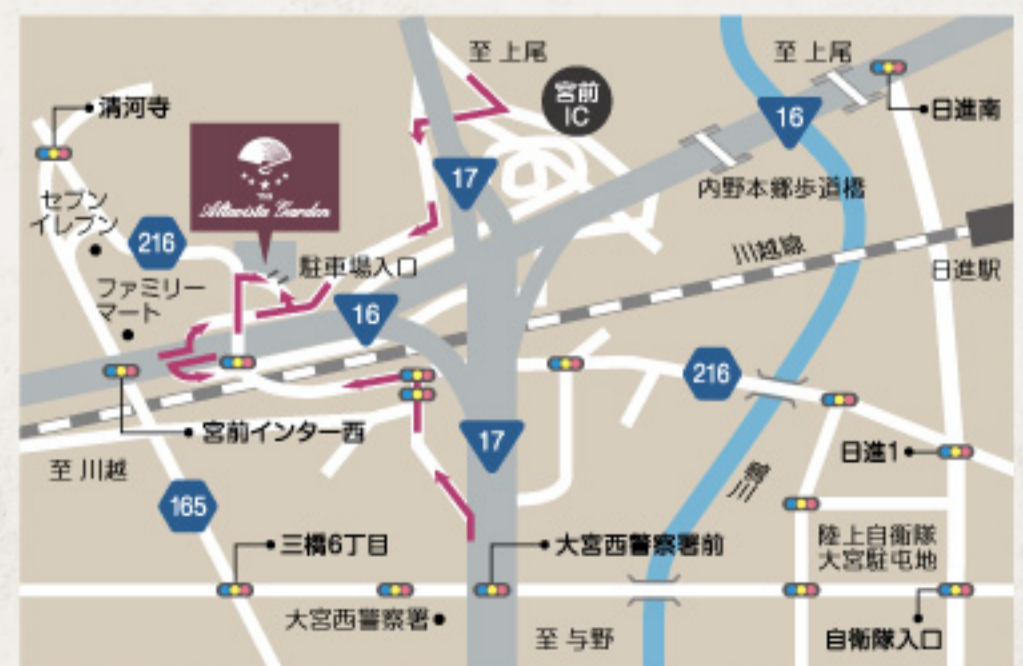 至 上尾
至 上尾
宮前
IC
清河寺
16
日進南
17
内野本郷歩道橋
セブン
イレブン
Altavista Garden
216
川越線
駐車場入口
日進駅
ファミリー
マート
16
216
宮前インター西
17
日進1
至 川越
165
三橋6丁目
大宮西警察署前
陸上自衛隊
大宮駐屯地
大宮西警察署
至 与野
自衛隊入口